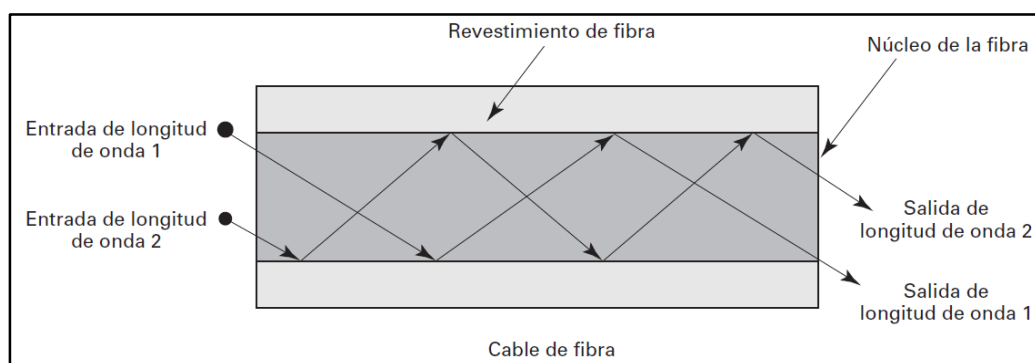 Revestimiento de fibra
Núcleo de la fibra
Entrada de longitud
de onda 1
Entrada de longitud
de onda 2
Salida de
longitud de onda 2
Salida de
longitud de onda 1
Cable de fibra